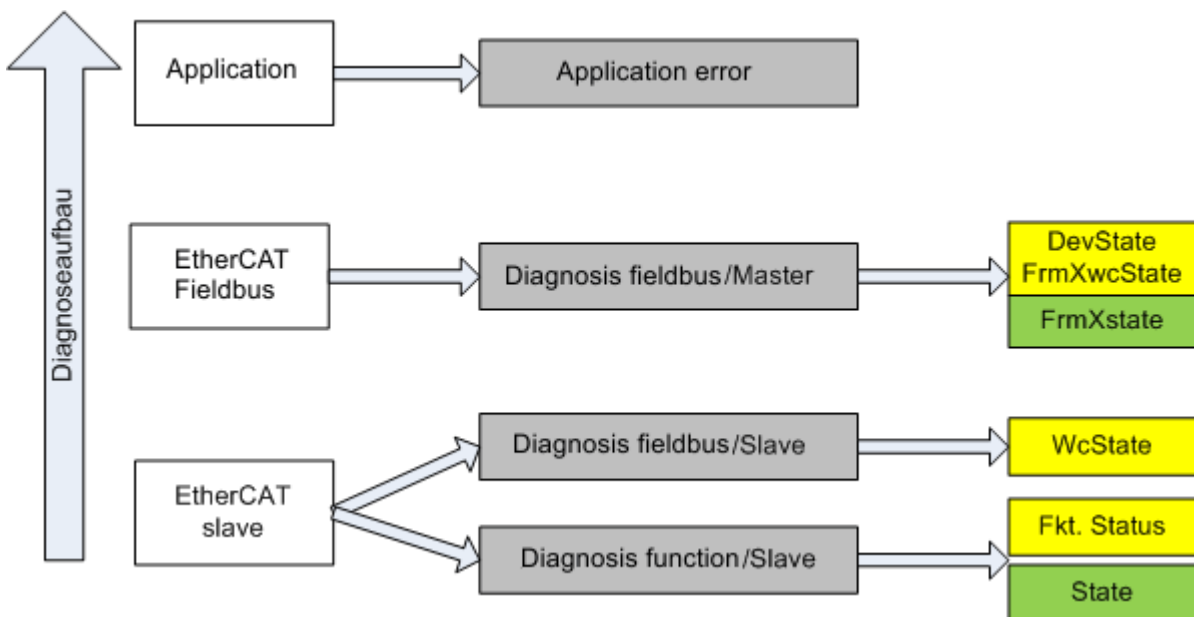 Diagnoseaufbau
Application
Application error
EtherCAT
Fieldbus
Diagnosis fieldbus/Master
DevState
FrmXwcState
FrmXstate
EtherCAT
slave
Diagnosis fieldbus/Slave
WcState
Diagnosis function/Slave
Fkt. Status
State